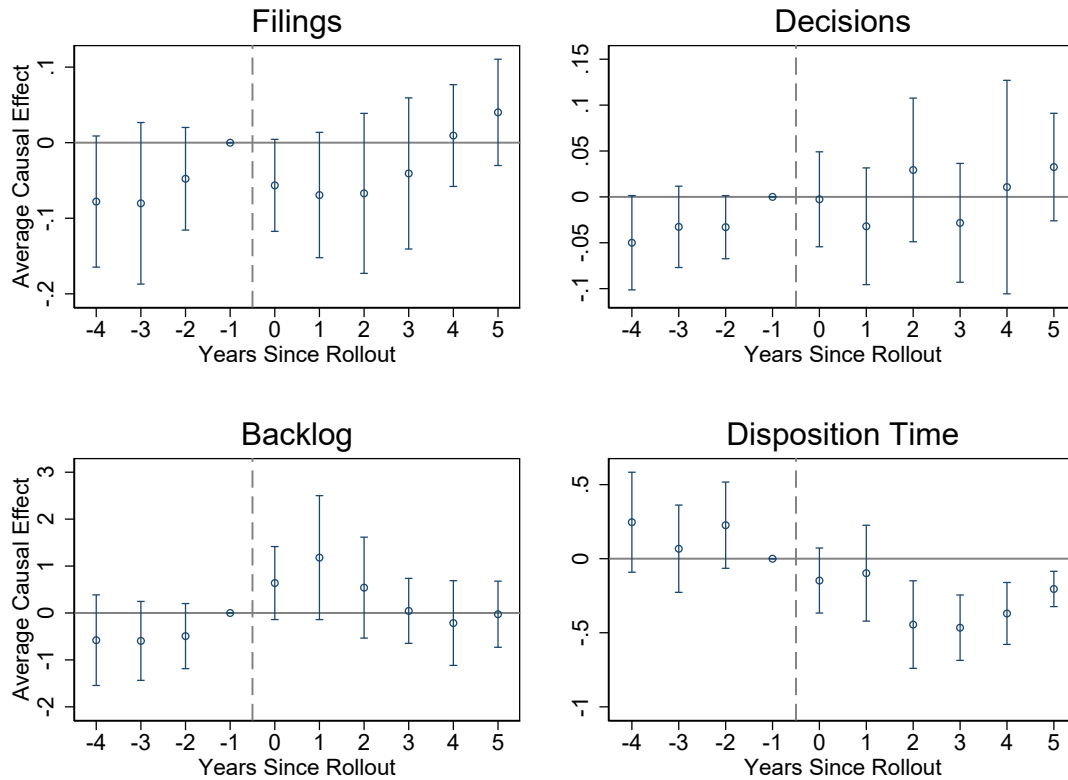 Filings
Average Causal Effect
.1
0
-.1
-.2
-4 -3 -2 -1 0 1 2 3 4 5
Years Since Rollout
Decisions
.15
.1
.05
0
-.05
-.1
-4 -3 -2 -1 0 1 2 3 4 5
Years Since Rollout
Backlog
Average Causal Effect
3
2
1
0
-1
-2
-4 -3 -2 -1 0 1 2 3 4 5
Years Since Rollout
Disposition Time
.5
0
-.5
-1
-4 -3 -2 -1 0 1 2 3 4 5
Years Since Rollout